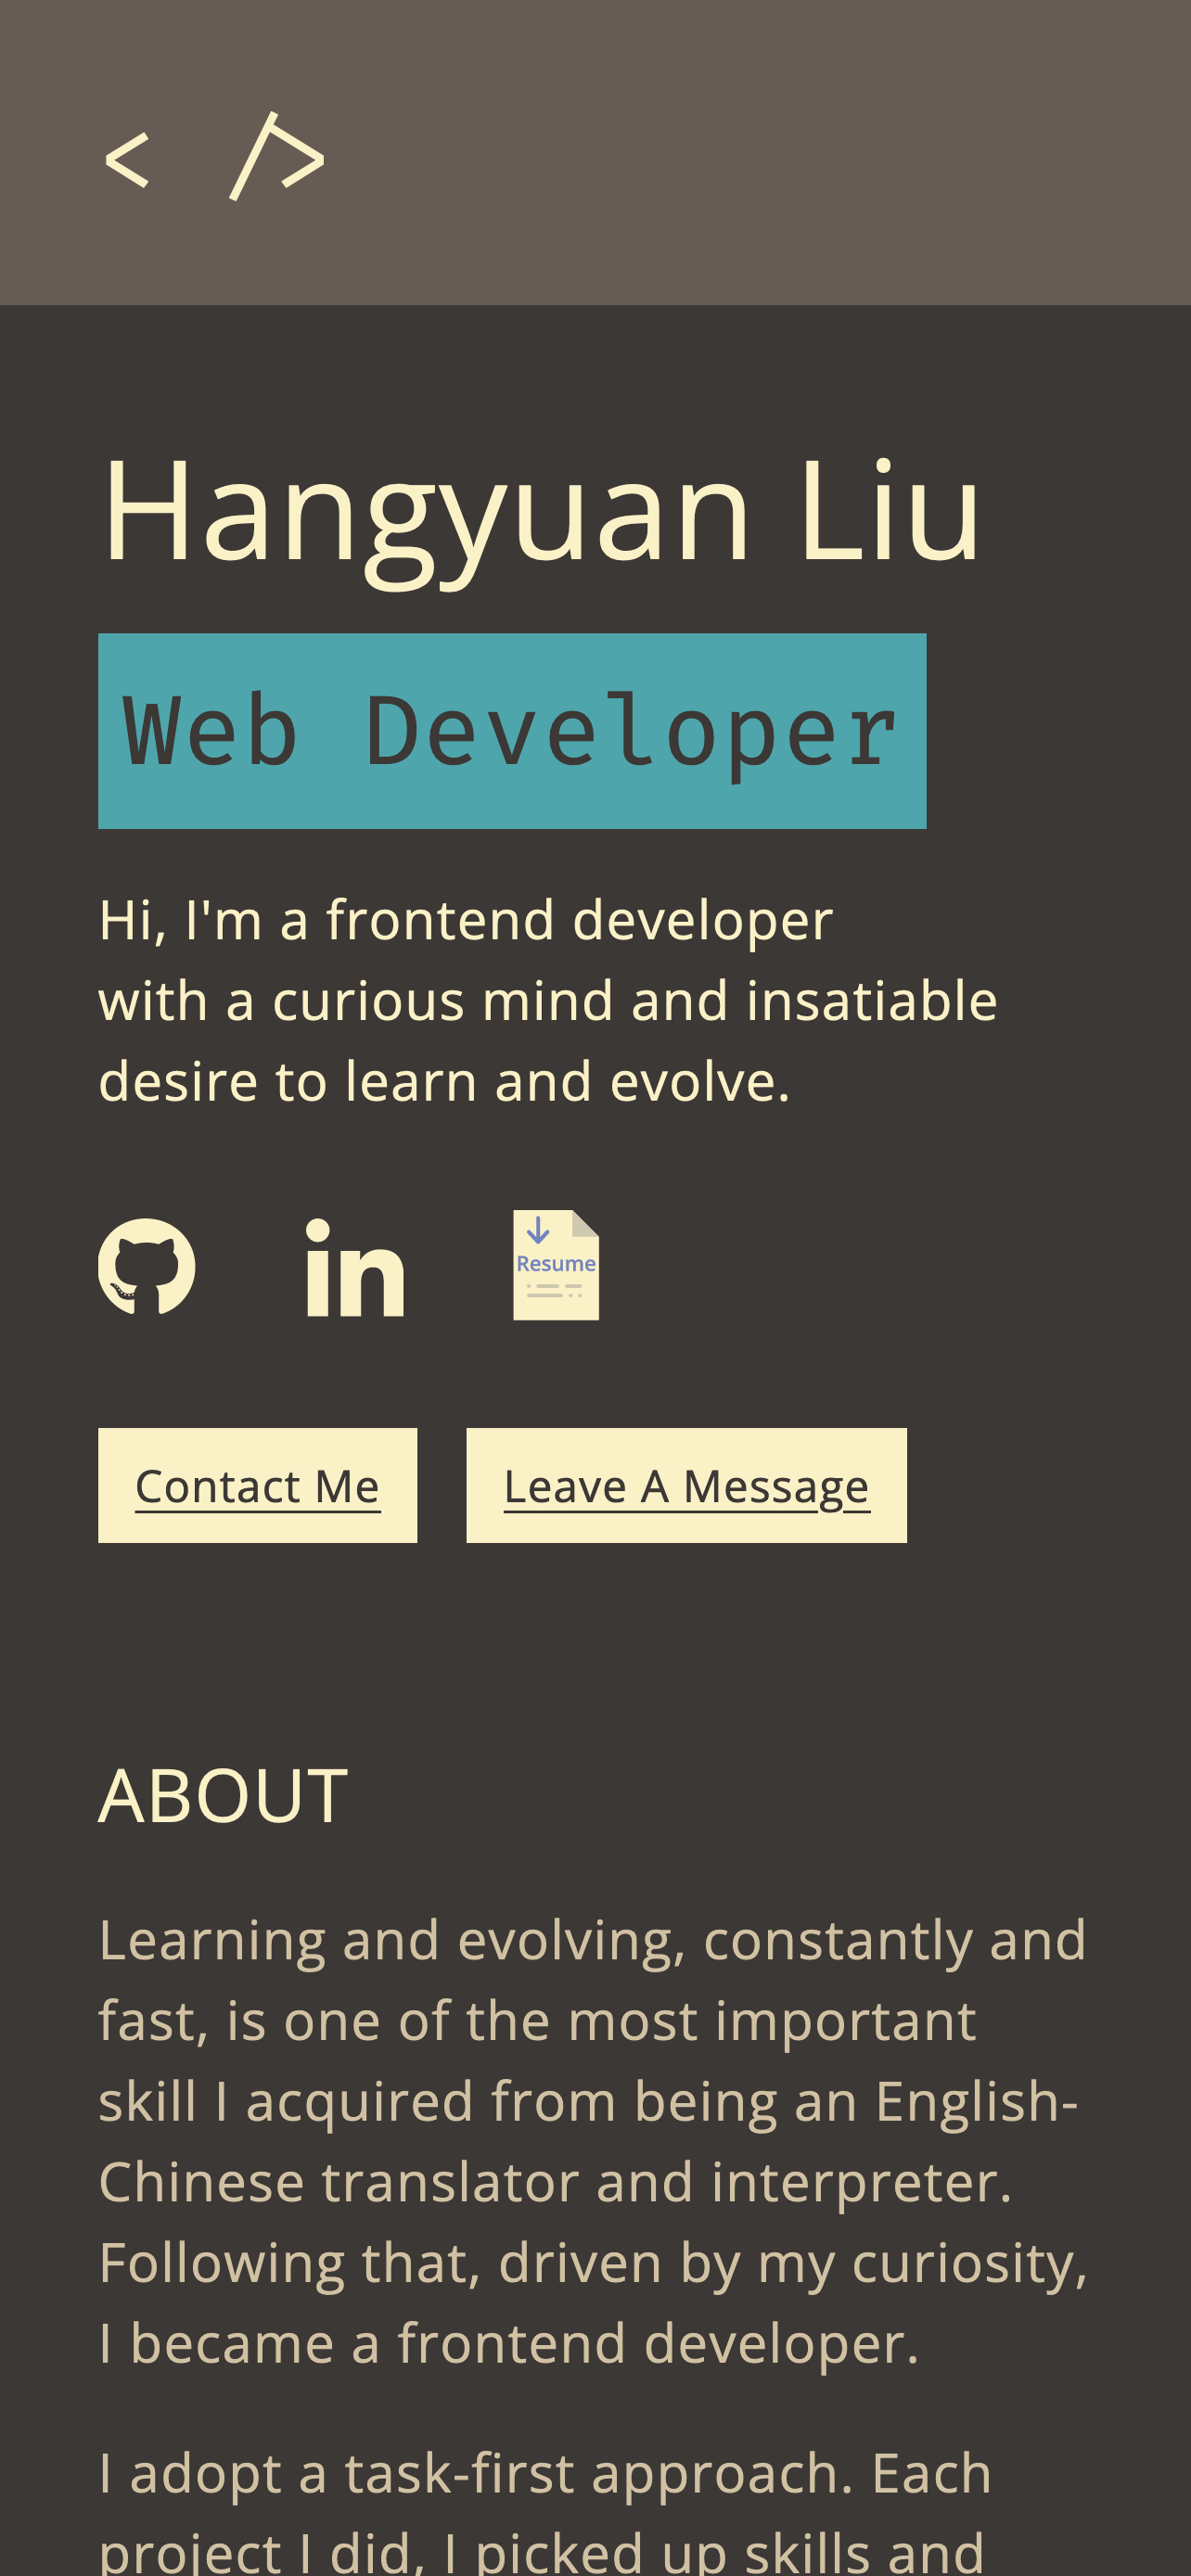 < />
Hangyuan Liu
Web Developer
Hi, I'm a frontend developer
with a curious mind and insatiable
desire to learn and evolve.
in
Resume
Contact Me
Leave A Message
ABOUT
Learning and evolving, constantly and
fast, is one of the most important
skill I acquired from being an English-
Chinese translator and interpreter.
Following that, driven by my curiosity,
I became a frontend developer.
I adopt a task-first approach. Each
project I did, I picked up skills and